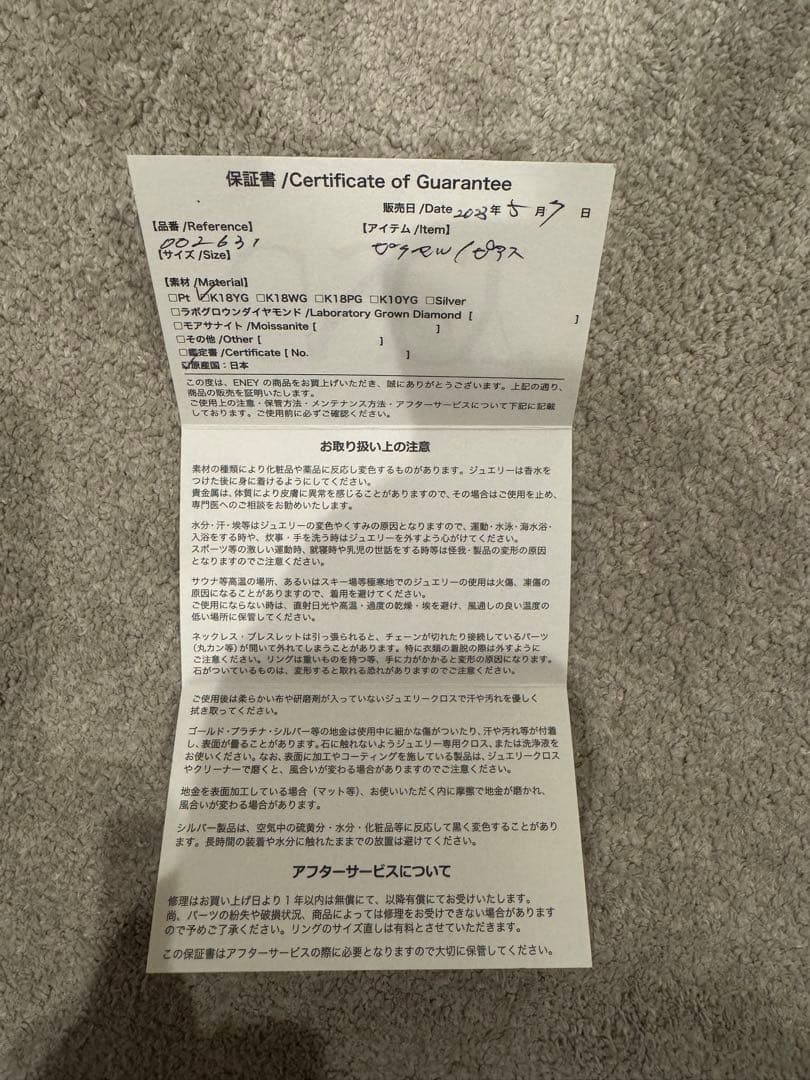 保証書 /Certificate of Guarantee
販売日 /Date 2023年 5月7日
【品番 /Reference】 【アイテム /Item】
002631 ピアス
【サイズ /Size】
【素材 /Material】
□Pt ☑K18YG □K18WG □K18PG □K10YG □Silver
□ラボグロウンダイヤモンド /Laboratory Grown Diamond [ ]
□モアサナイト /Moissanite [ ]
□その他 /Other [ ]
□鑑定書 /Certificate [ No. ]
☑原産国：日本
この度は、ENEY の商品をお買上げいただき、誠にありがとうございます。上記の通り、
商品の販売を証明いたします。
ご使用上の注意・保管方法・メンテナンス方法・アフターサービスについて下記に記載
しております。ご使用前に必ずご確認ください。
お取り扱い上の注意
素材の種類により化粧品や薬品に反応し変色するものがあります。ジュエリーは香水を
つけた後に身に着けるようにしてください。
貴金属は、体質により皮膚に異常を感じることがありますので、その場合はご使用を止め、
専門医へのご相談をお勧めいたします。
水分・汗・埃等はジュエリーの変色やくすみの原因となりますので、運動・水泳・海水浴・
入浴をする時や、炊事・手を洗う時はジュエリーを外すよう心がけてください。
スポーツ等の激しい運動時、就寝時や乳児の世話をする時等は怪我・製品の変形の原因
となりますのでご注意ください。
サウナ等高温の場所、あるいはスキー場等極寒地でのジュエリーの使用は火傷、凍傷の
原因になることがありますので、着用を避けてください。
ご使用にならない時は、直射日光や高温・過度の乾燥・埃を避け、風通しの良い温度の
低い場所に保管してください。
ネックレス・ブレスレットは引っ張られると、チェーンが切れたり接続しているパーツ
(丸カン等)が開いて外れてしまうことがあります。特に衣類の着脱の際は外すように
ご注意ください。リングは重いものを持つ等、手に力がかかると変形の原因になります。
石がついているものは、変形すると取れる恐れがありますのでご注意ください。
ご使用後は柔らかい布や研磨剤が入っていないジュエリークロスで汗や汚れを優しく
拭き取ってください。
ゴールド・プラチナ・シルバー等の地金は使用中に細かな傷がついたり、汗や汚れ等が付着
し、表面が曇ることがあります。石に触れないようジュエリー専用クロス、または洗浄液を
お使いください。なお、表面に加工やコーティングを施している製品は、ジュエリークロス
やクリーナーで磨くと、風合いが変わる場合がありますのでご注意ください。
地金を表面加工している場合（マット等）、お使いいただく内に摩擦で地金が磨かれ、
風合いが変わる場合があります。
シルバー製品は、空気中の硫黄分・水分・化粧品等に反応して黒く変色することがあり
ます。長時間の装着や水分に触れたままでの放置は避けてください。
アフターサービスについて
修理はお買い上げ日より１年以内は無償にて、以降有償にてお受けいたします。
尚、パーツの紛失や破損状況、商品によっては修理をお受けできない場合があります
ので予めご了承ください。リングのサイズ直しは有料とさせていただきます。
この保証書はアフターサービスの際に必要となりますので大切に保管してください。